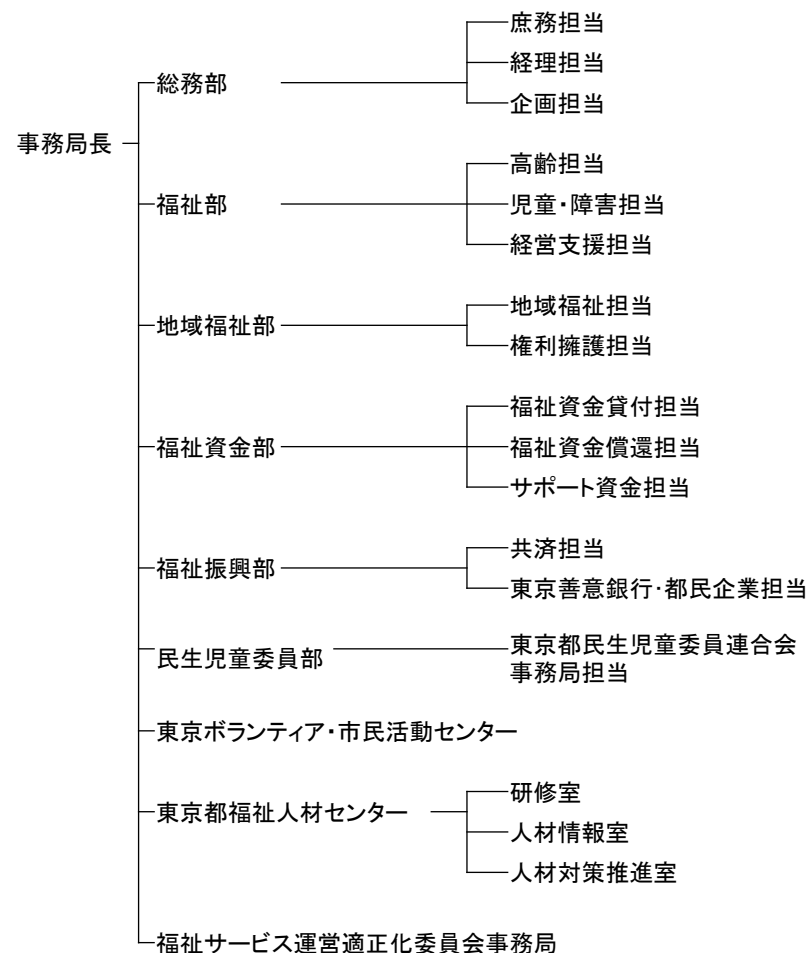 事務局長
総務部
庶務担当
経理担当
企画担当
福祉部
高齢担当
児童・障害担当
経営支援担当
地域福祉部
地域福祉担当
権利擁護担当
福祉資金部
福祉資金貸付担当
福祉資金償還担当
サポート資金担当
福祉振興部
共済担当
東京善意銀行・都民企業担当
民生児童委員部
東京都民生児童委員連合会
事務局担当
東京ボランティア・市民活動センター
東京都福祉人材センター
研修室
人材情報室
人材対策推進室
福祉サービス運営適正化委員会事務局